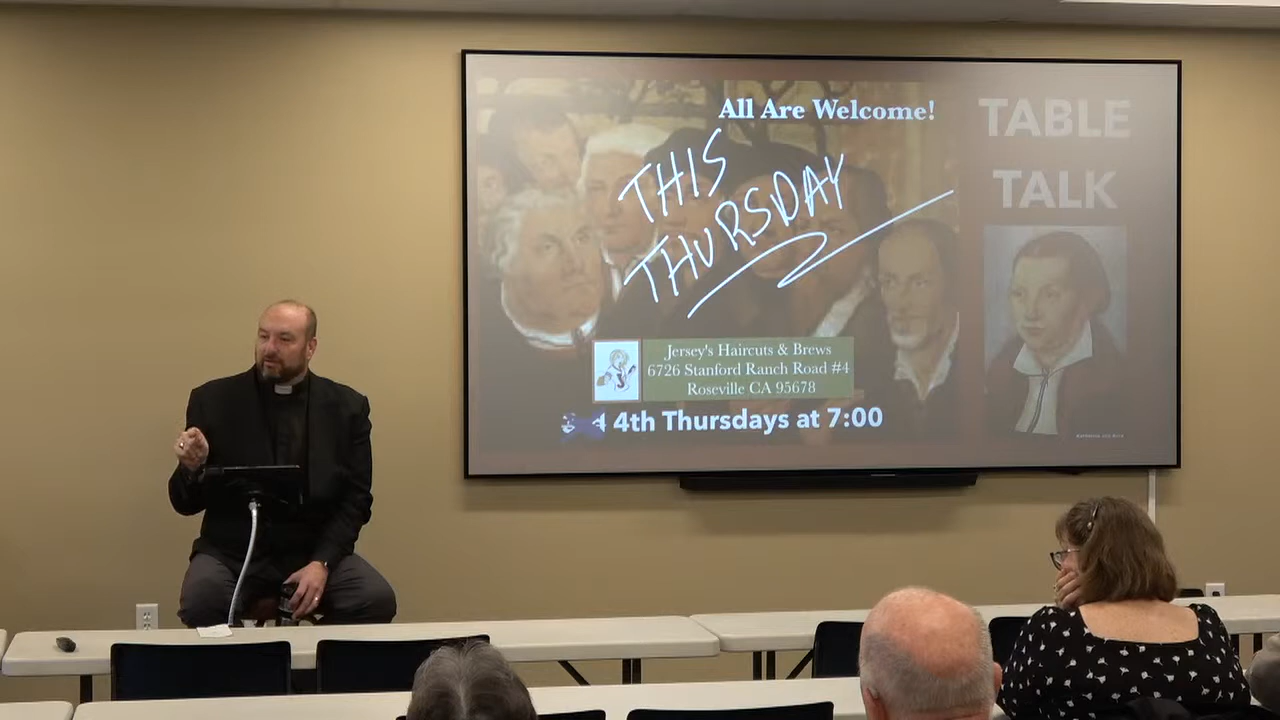 All Are Welcome!
TABLE
TALK
THIS
THURSDAY
Jersey's Haircuts & Brews
6726 Stanford Ranch Road #4
Roseville CA 95678
4th Thursdays at 7:00